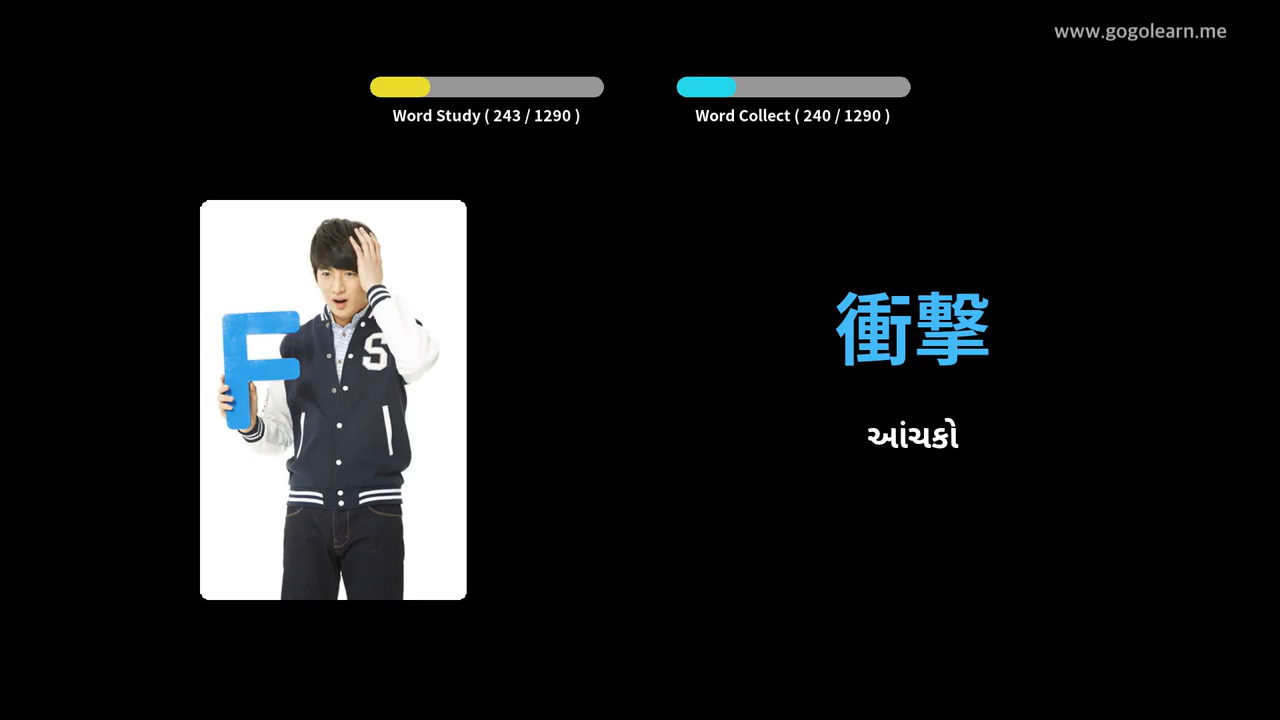 www.gogolearn.me
Word Study ( 243 / 1290 )
Word Collect ( 240 / 1290 )
F
S
衝撃
આંચકો